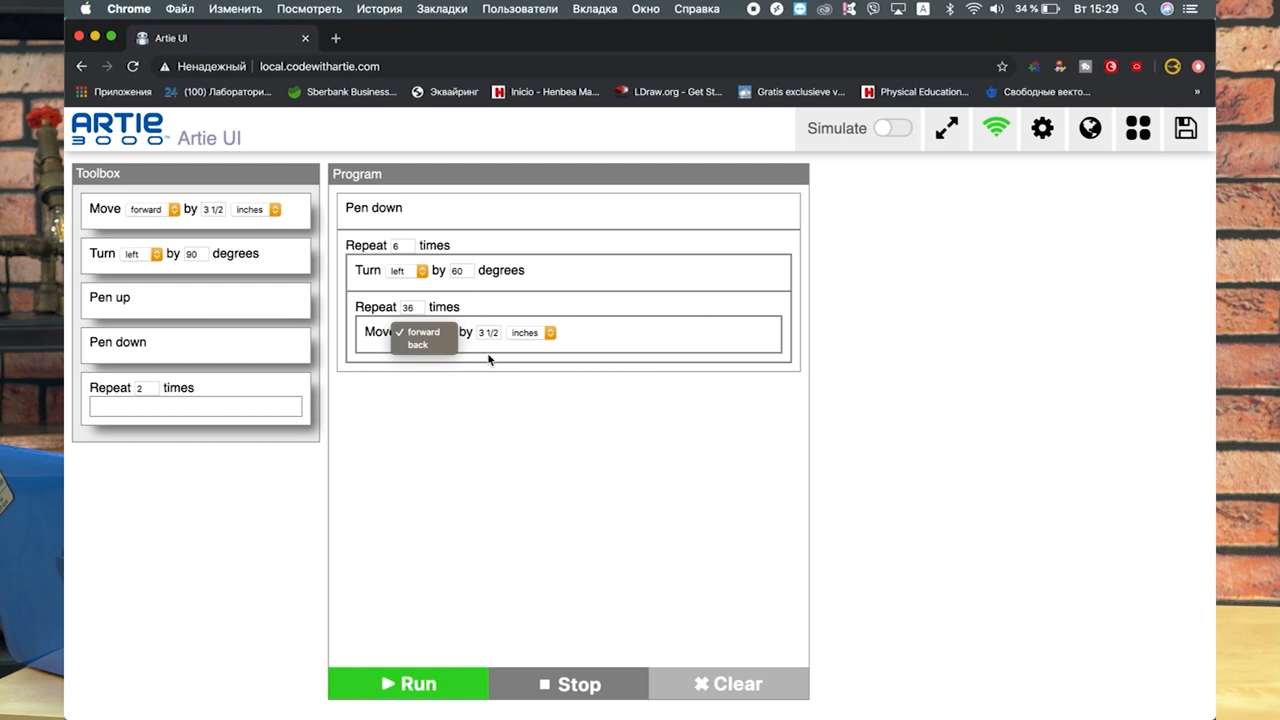 Chrome Файл Изменить Посмотреть История Закладки Пользователи Вкладка Окно Справка 34 % Вт 15:29
Artie UI
Ненадежный local.codewithartie.com
Приложения (100) Лаборатори... Sberbank Business... Эквайринг Inicio - Henbea Ma... LDraw.org - Get St... Gratis exclusieve v... Physical Education... Свободные векто... »
ARTIE 3000 Artie UI Simulate
Toolbox
Move forward by 3 1/2 inches
Turn left by 90 degrees
Pen up
Pen down
Repeat 2 times
Program
Pen down
Repeat 6 times
Turn left by 60 degrees
Repeat 36 times
Move forward by 3 1/2 inches
back
Run Stop Clear